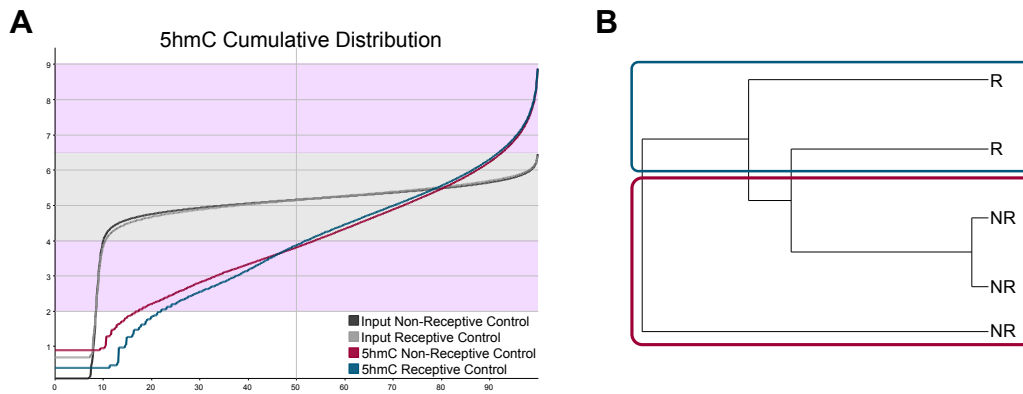 A
5hmC Cumulative Distribution
9
8
7
6
5
4
3
2
1
0
10
20
30
40
50
60
70
80
90
Input Non-Receptive Control
Input Receptive Control
5hmC Non-Receptive Control
5hmC Receptive Control
B
R
R
NR
NR
NR